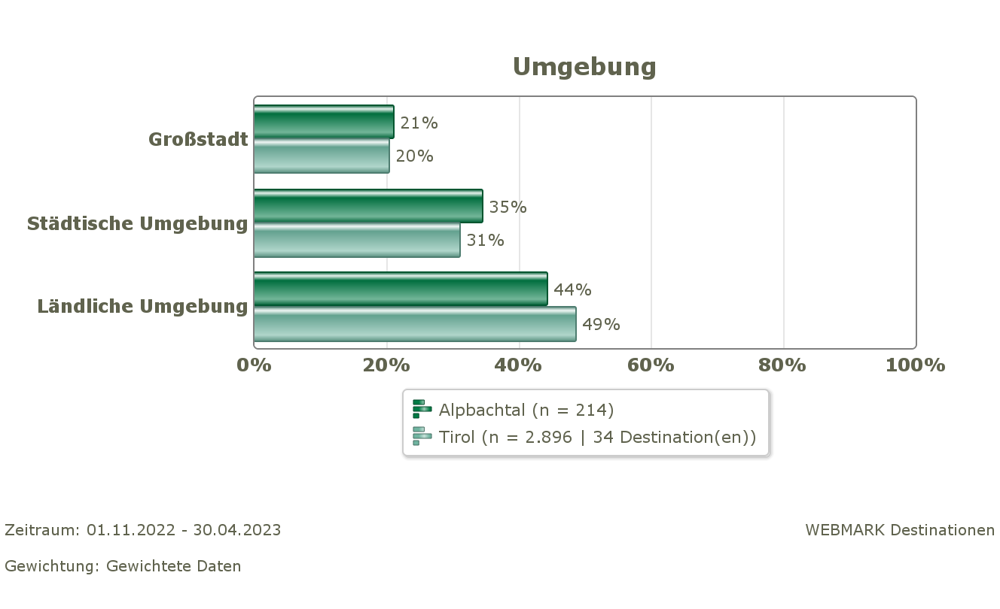 Umgebung
Großstadt
21%
20%
Städtische Umgebung
35%
31%
Ländliche Umgebung
44%
49%
0% 20% 40% 60% 80% 100%
Alpbachtal (n = 214)
Tirol (n = 2.896 | 34 Destination(en))
Zeitraum: 01.11.2022 - 30.04.2023
WEBMARK Destinationen
Gewichtung: Gewichtete Daten